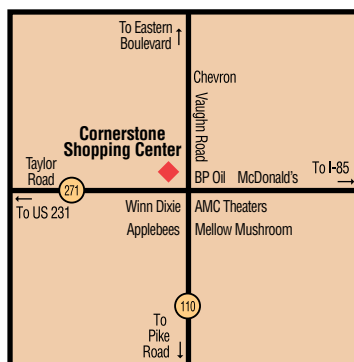 To Eastern
Boulevard
Chevron
Vaughn Road
Cornerstone
Shopping Center
Taylor
Road
271
BP Oil McDonald's
To I-85
To US 231
Winn Dixie
AMC Theaters
Applebees
Mellow Mushroom
110
To
Pike
Road